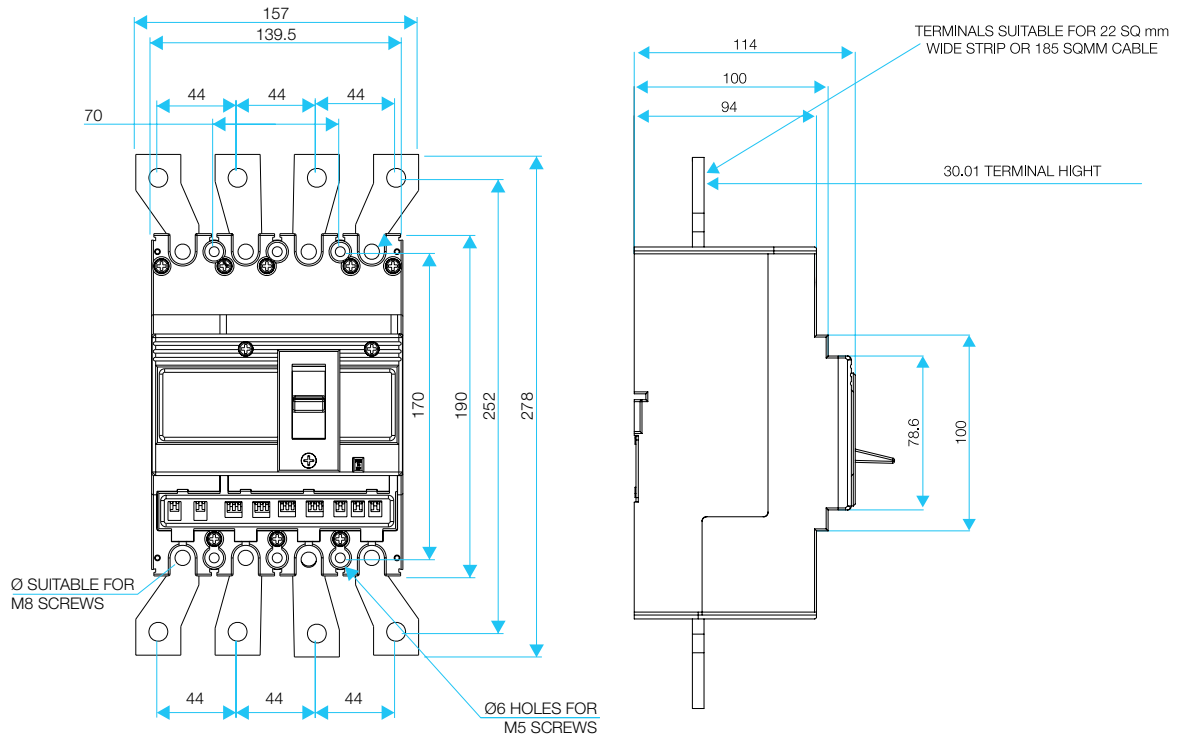 157
139.5
44
44
44
70
170
190
252
278
44
44
44
Ø SUITABLE FOR
M8 SCREWS
Ø6 HOLES FOR
M5 SCREWS
114
100
94
TERMINALS SUITABLE FOR 22 SQ mm
WIDE STRIP OR 185 SQMM CABLE
30.01 TERMINAL HIGHT
78.6
100